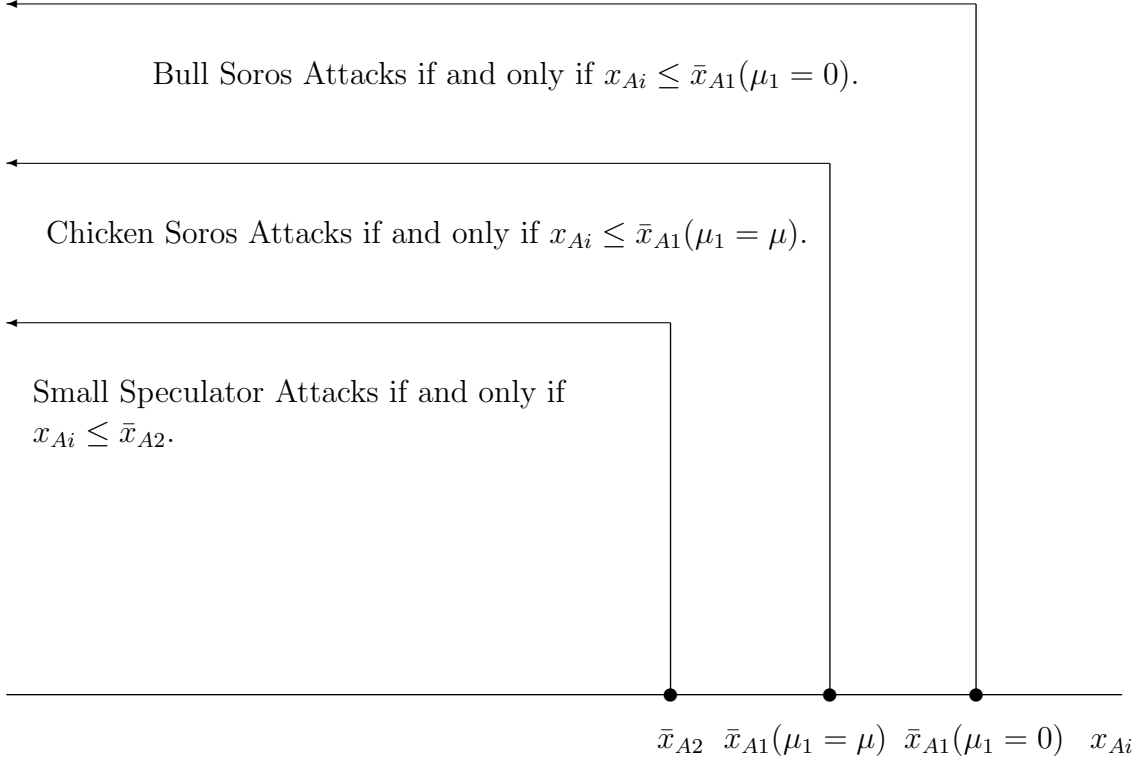 Bull Soros Attacks if and only if x_{Ai} ≤ x̄_{A1}(μ_1 = 0).
Chicken Soros Attacks if and only if x_{Ai} ≤ x̄_{A1}(μ_1 = μ).
Small Speculator Attacks if and only if
x_{Ai} ≤ x̄_{A2}.
x̄_{A2} x̄_{A1}(μ_1 = μ) x̄_{A1}(μ_1 = 0) x_{Ai}